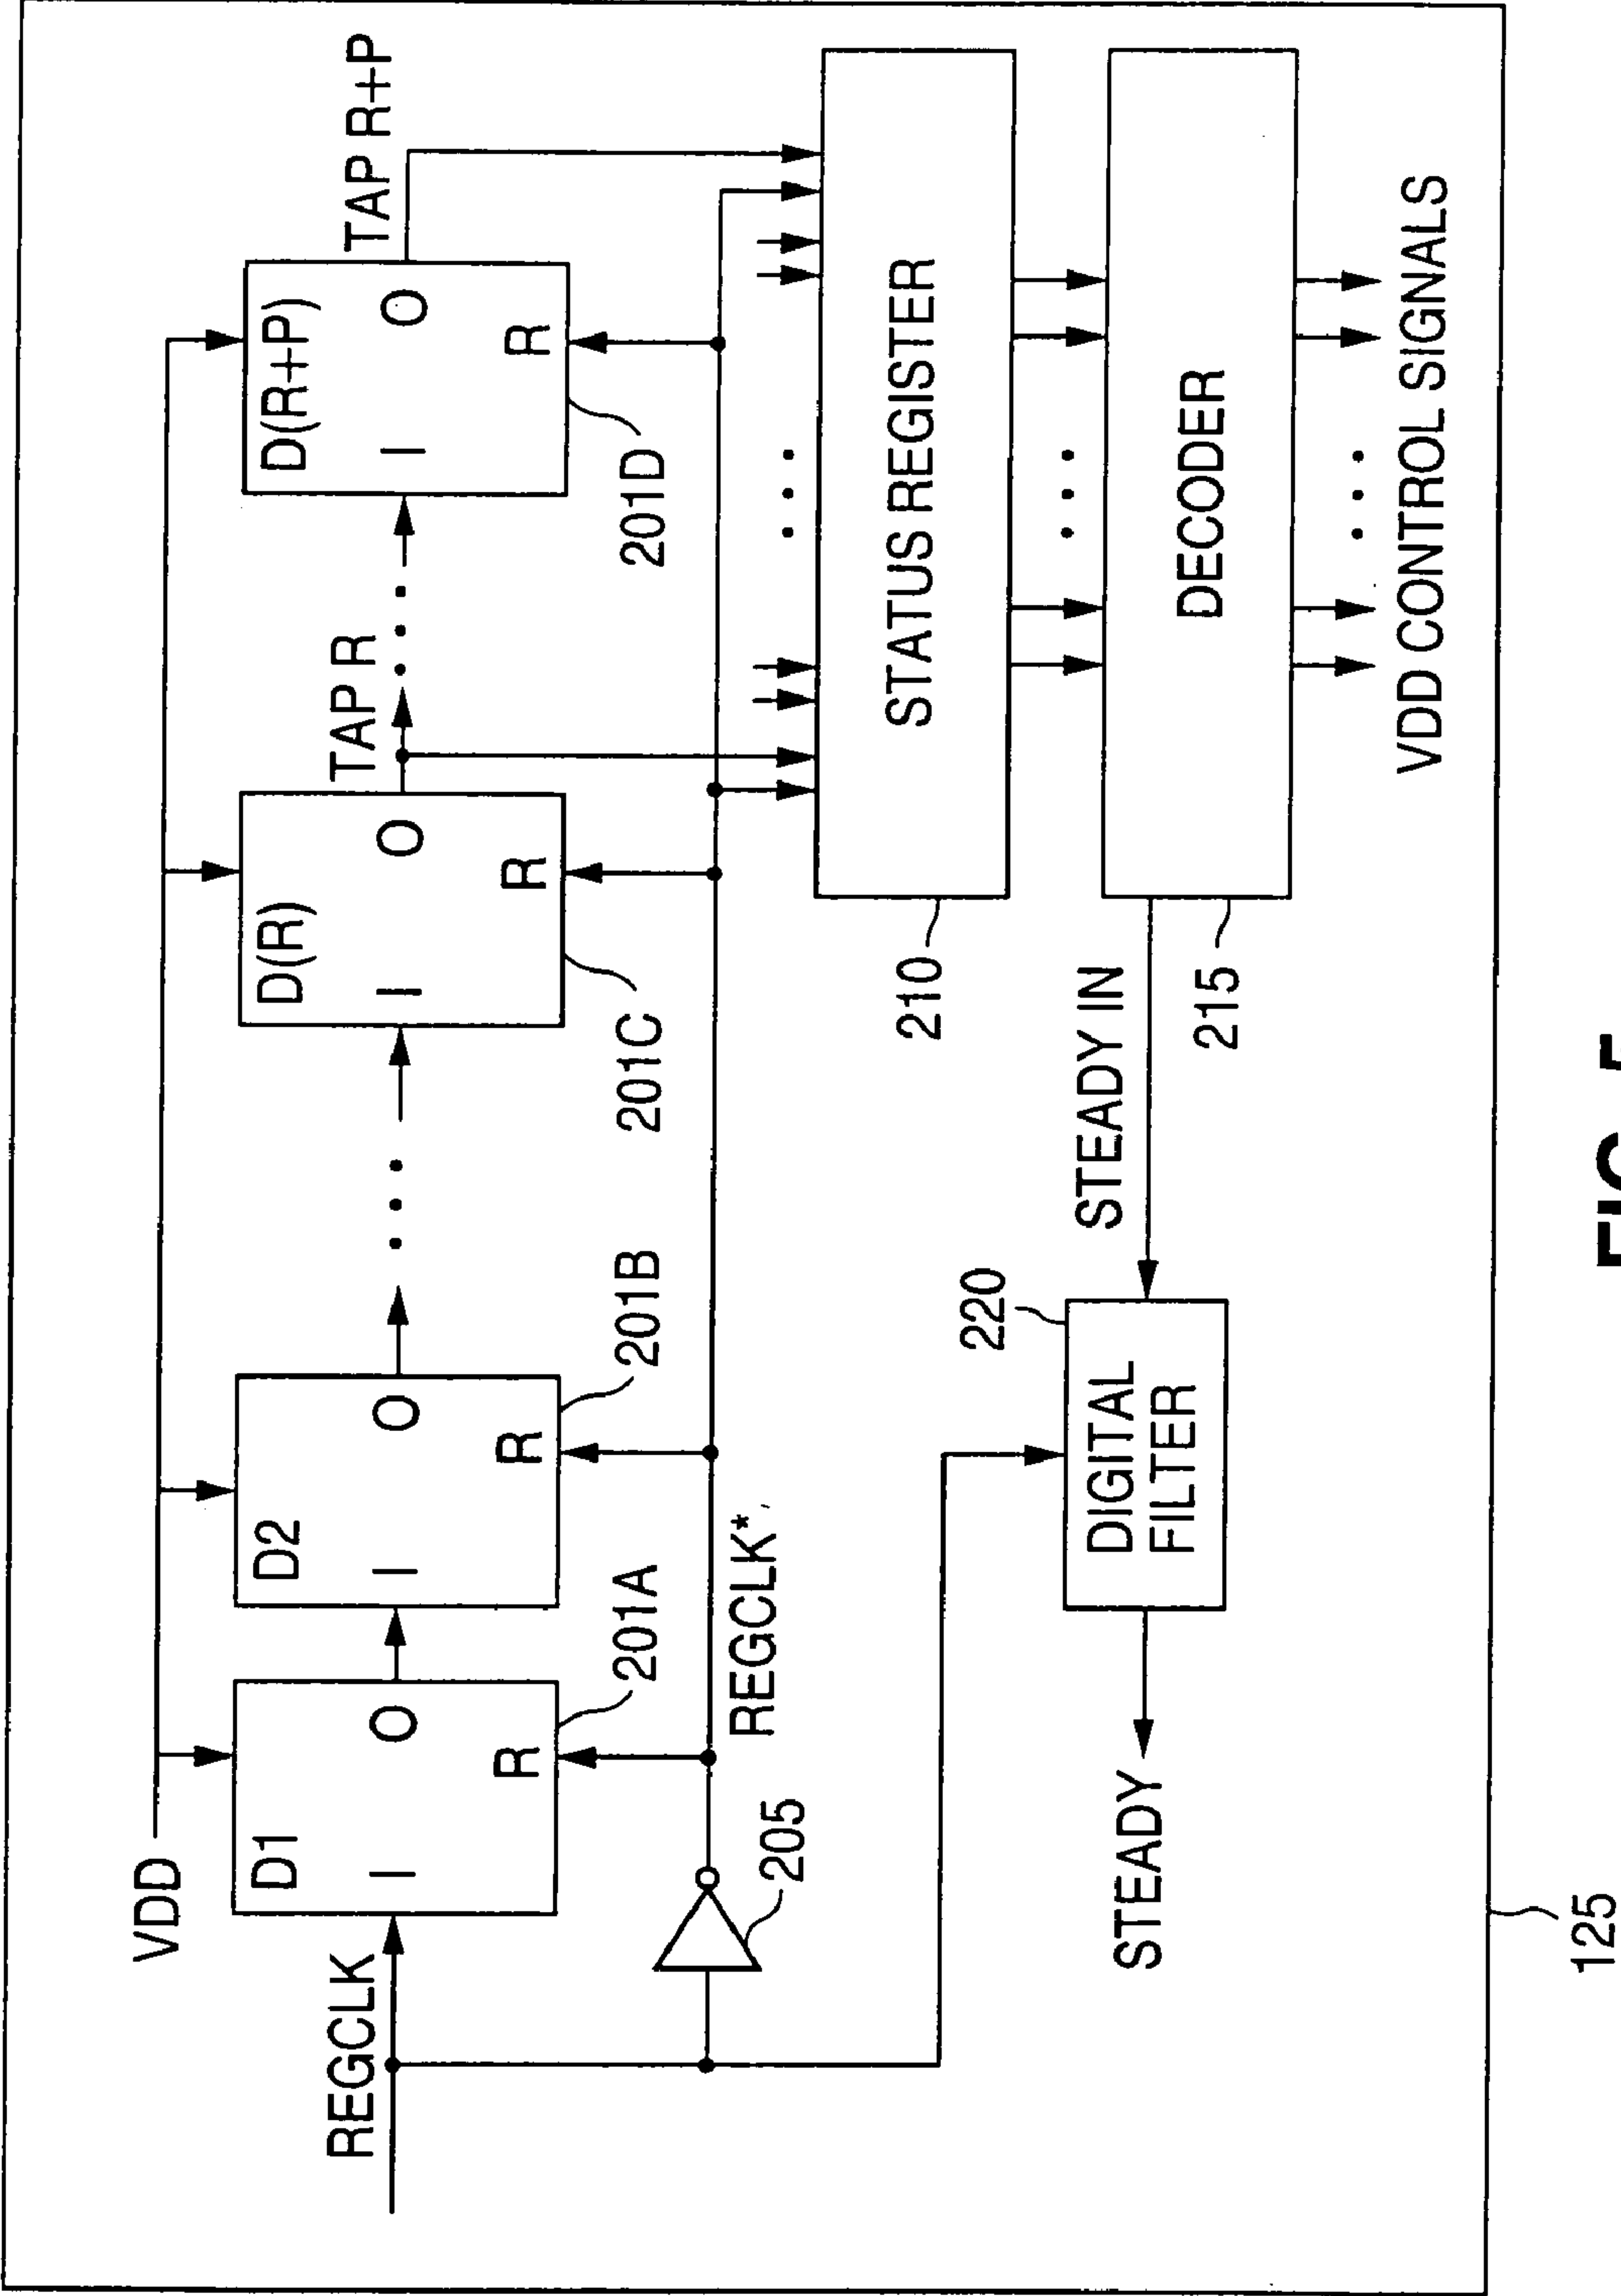 VDD
REGCLK
D1
I
O
R
201A
D2
I
O
R
201B
D(R)
I
O
R
201C
TAP R
D(R+P)
I
O
R
201D
TAP R+P
205
REGCLK*
STATUS REGISTER
210
DECODER
215
STEADY IN
220
DIGITAL
FILTER
STEADY
VDD CONTROL SIGNALS
125